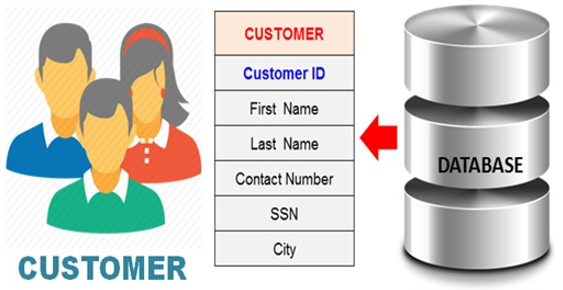 CUSTOMER
CUSTOMER
Customer ID
First Name
Last Name
Contact Number
SSN
City
DATABASE